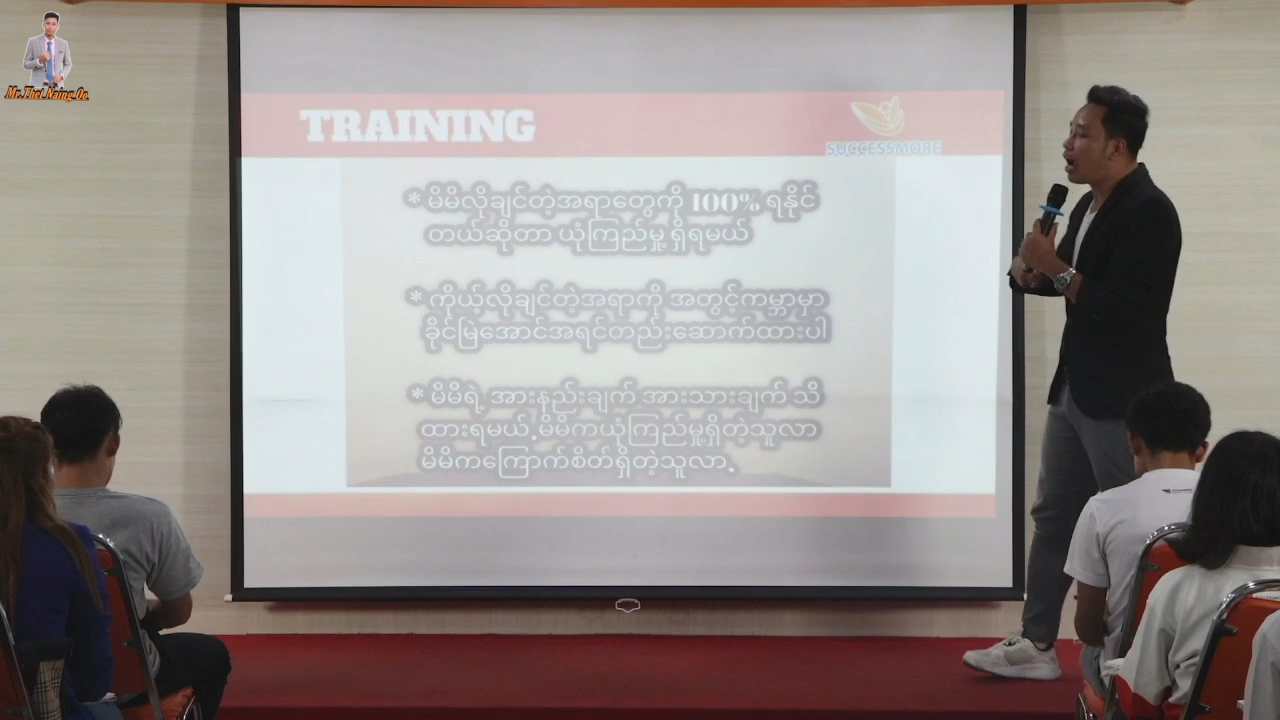 Mr.Thet Naing Oo
TRAINING
SUCCESSMORE
* မိမိလိုချင်တဲ့အရာတွေကို 100% ရနိုင်
တယ်ဆိုတာ ယုံကြည်မှု့ ရှိရမယ်
* ကိုယ်လိုချင်တဲအရာကို အတွင်ကမ္ဘာမှာ
ခိုင်မြဲအောင်အရင်တည်းဆောက်ထားပါ
* မိမိရဲ့ အားနည်းချက် အားသားချက် သိ
ထားရမယ်.မိမိကယုံကြည်မှု့ရှိတဲ့သူလာ
မိမိကကြောက်စိတ်ရှိတဲ့သူလာ.